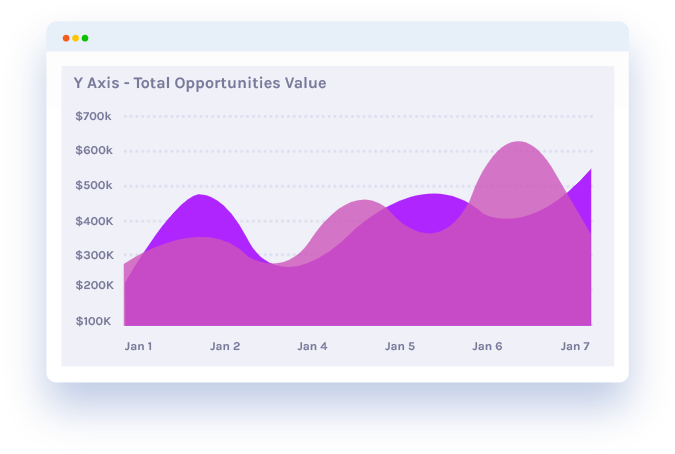 Y Axis - Total Opportunities Value
$700k
$600k
$500k
$400K
$300K
$200K
$100K
Jan 1 Jan 2 Jan 4 Jan 5 Jan 6 Jan 7